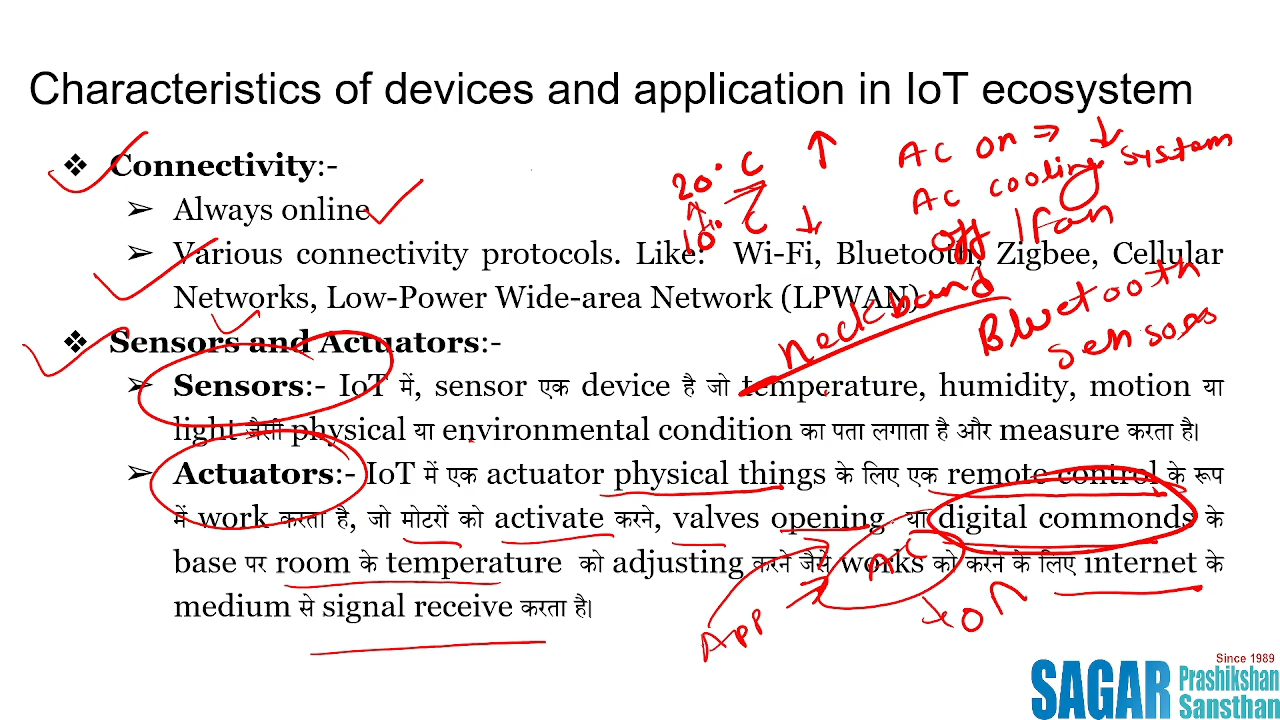 Characteristics of devices and application in IoT ecosystem
❖ Connectivity:-
➢ Always online
➢ Various connectivity protocols. Like: Wi-Fi, Bluetooth, Zigbee, Cellular
Networks, Low-Power Wide-area Network (LPWAN)
❖ Sensors and Actuators:-
➢ Sensors:- IoT में, sensor एक device है जो temperature, humidity, motion या
light जैसी physical या environmental condition का पता लगाता है और measure करता है।
➢ Actuators:- IoT में एक actuator physical things के लिए एक remote control के रूप
में work करता है, जो मोटरों को activate करने, valves opening या digital commonds के
base पर room के temperature को adjusting करने जैसे works को करने के लिए internet के
medium से signal receive करता है।
20° C ↑
10° C ↓
AC on ⇒ ↓
AC cooling system
off / fan
Neckband
Bluetooth
sensors
App
AC
on
Since 1989
SAGAR Prashikshan
Sansthan